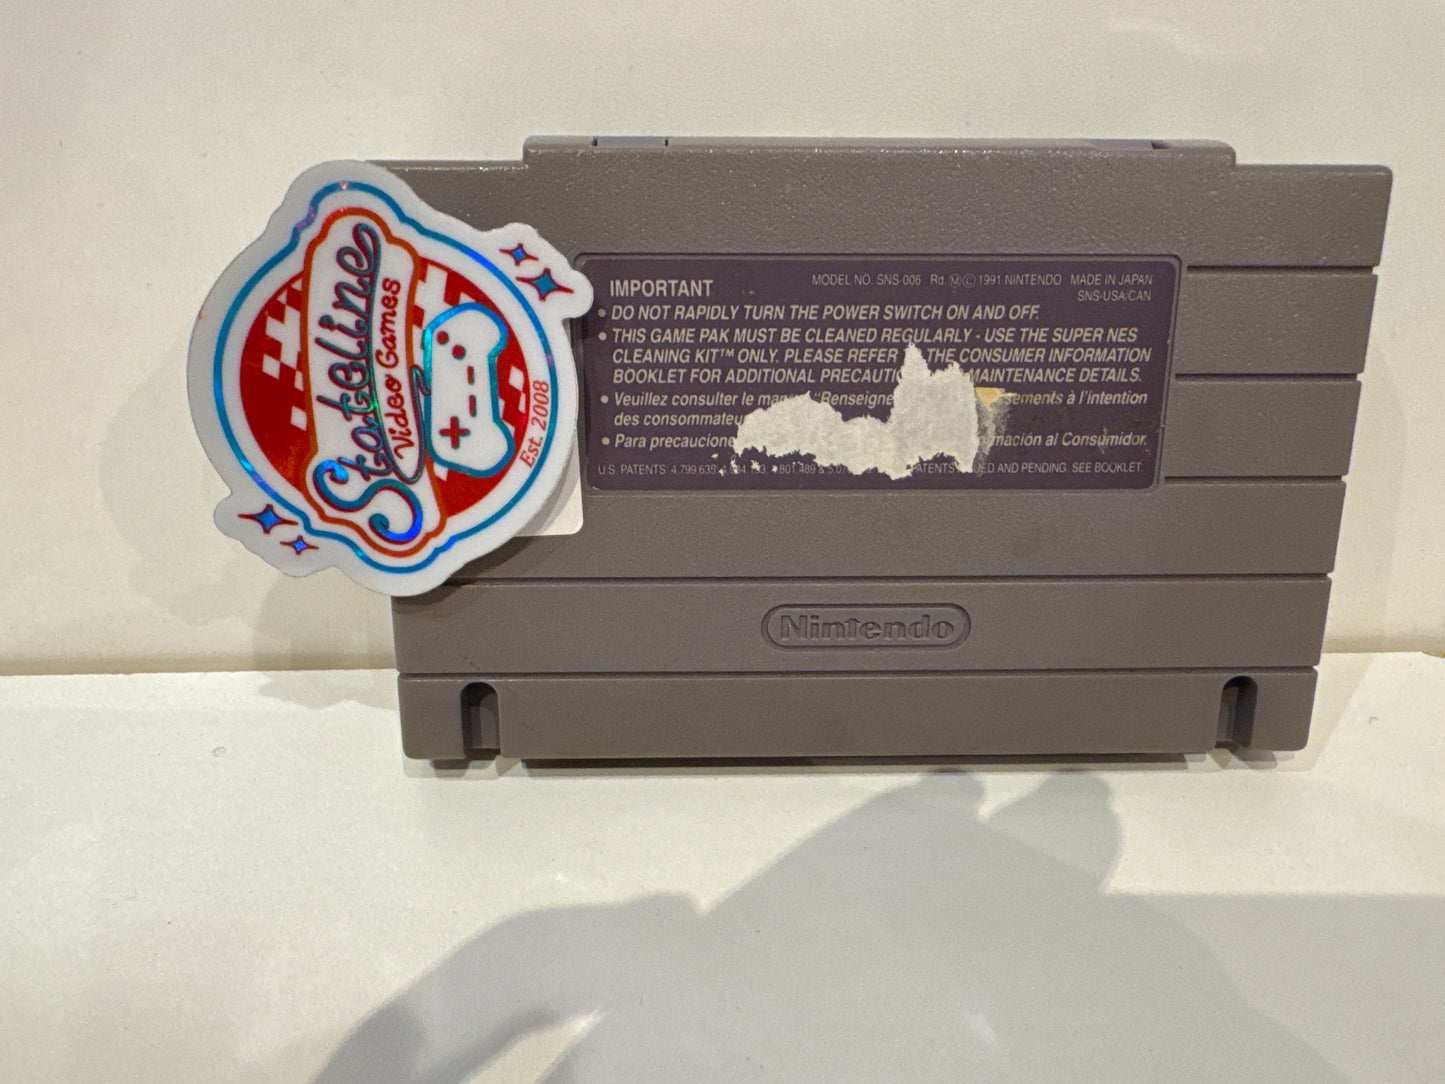 Stateline
Video Games
Est. 2008
IMPORTANT
MODEL NO. SNS-006 Ⓜ©1991 NINTENDO MADE IN JAPAN
SNS-USA/CAN
• DO NOT RAPIDLY TURN THE POWER SWITCH ON AND OFF.
• THIS GAME PAK MUST BE CLEANED REGULARLY - USE THE SUPER NES
CLEANING KIT™ ONLY. PLEASE REFER THE CONSUMER INFORMATION
BOOKLET FOR ADDITIONAL MAINTENANCE DETAILS.
• Veuillez consulter le à l'intention
des
• Para al Consumidor.
U.S. PATENTS 4,799,635, AND PENDING. SEE BOOKLET.
Nintendo